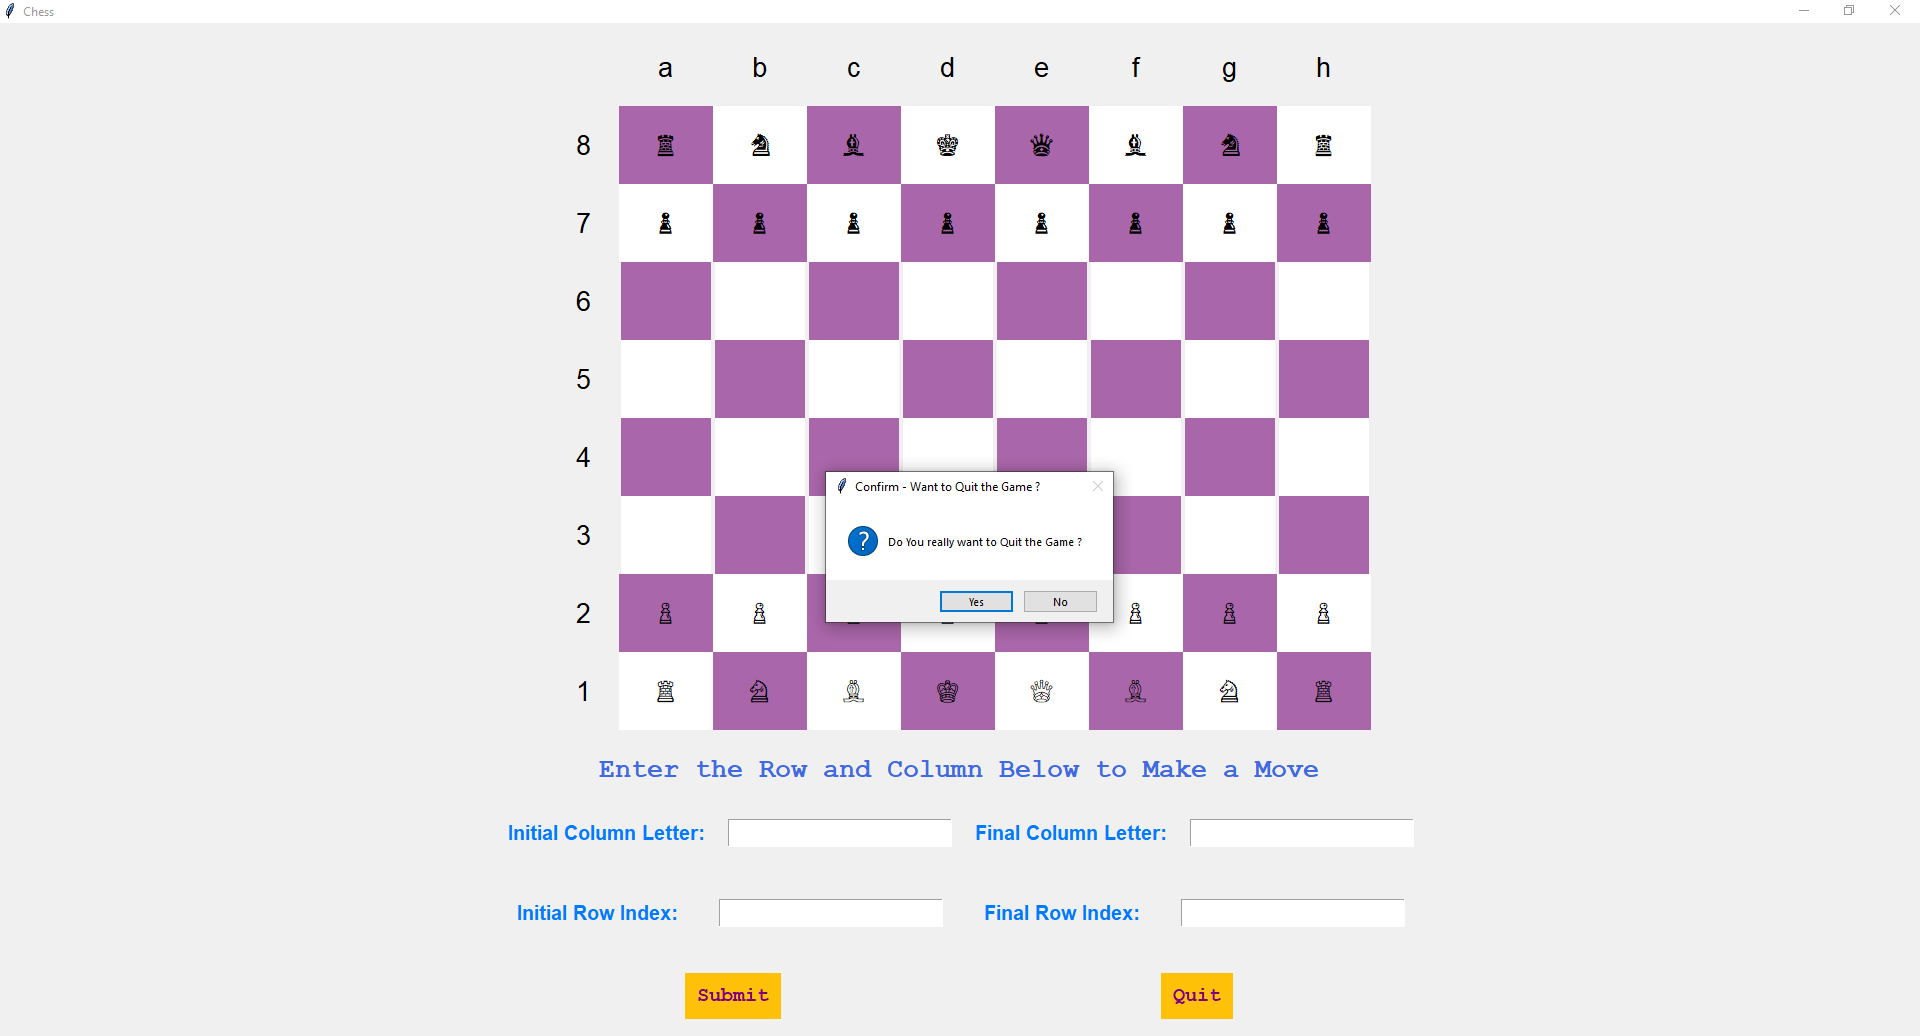 Chess
a b c d e f g h
8
7
6
5
4
3
2
1
Confirm - Want to Quit the Game ?
Do You really want to Quit the Game ?
Yes No
Enter the Row and Column Below to Make a Move
Initial Column Letter: Final Column Letter:
Initial Row Index: Final Row Index:
Submit Quit